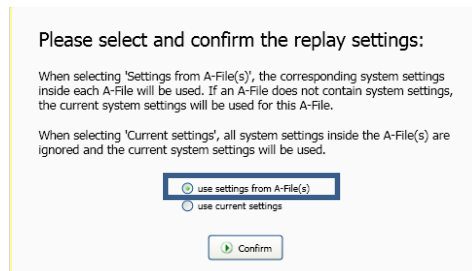 Please select and confirm the replay settings:
When selecting 'Settings from A-File(s)', the corresponding system settings
inside each A-File will be used. If an A-File does not contain system settings,
the current system settings will be used for this A-File.
When selecting 'Current settings', all system settings inside the A-File(s) are
ignored and the current system settings will be used.
use settings from A-File(s)
use current settings
Confirm